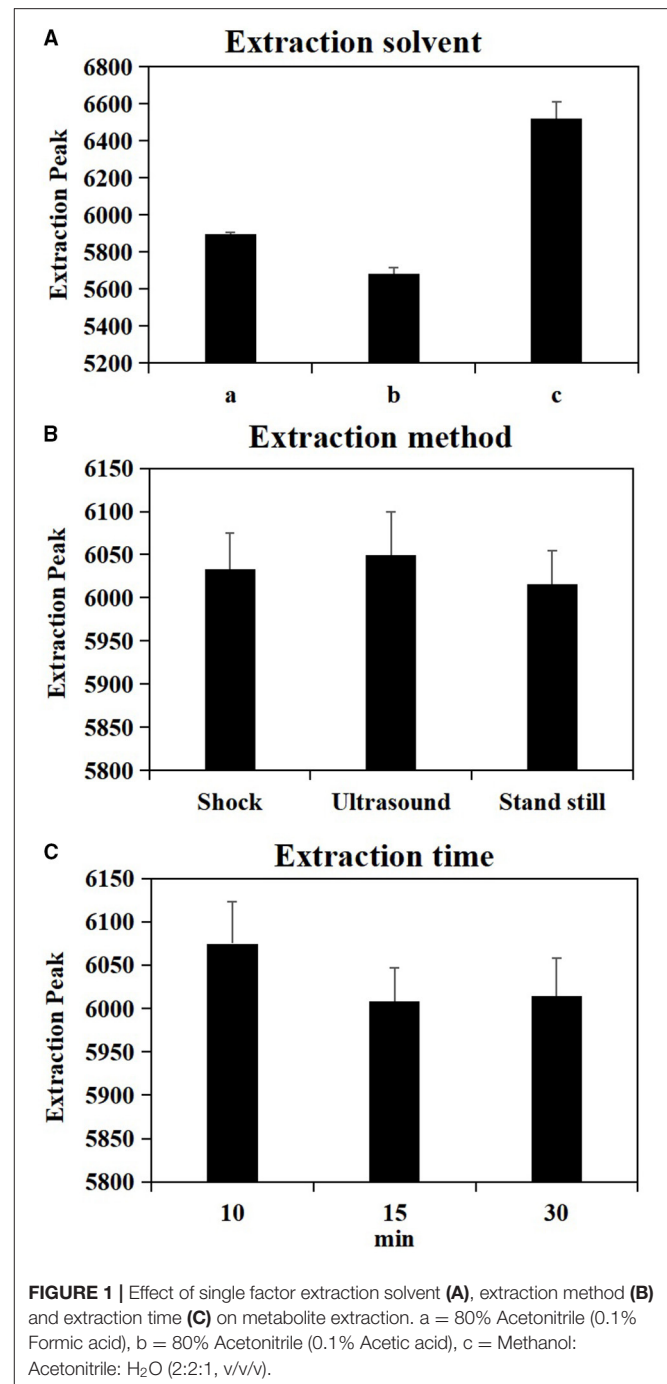 A
Extraction solvent
Extraction Peak
6800
6600
6400
6200
6000
5800
5600
5400
5200
a b c
B
Extraction method
Extraction Peak
6150
6100
6050
6000
5950
5900
5850
5800
Shock Ultrasound Stand still
C
Extraction time
Extraction Peak
6150
6100
6050
6000
5950
5900
5850
5800
10 15 30
min
FIGURE 1 | Effect of single factor extraction solvent (A), extraction method (B)
and extraction time (C) on metabolite extraction. a = 80% Acetonitrile (0.1%
Formic acid), b = 80% Acetonitrile (0.1% Acetic acid), c = Methanol:
Acetonitrile: H₂O (2:2:1, v/v/v).